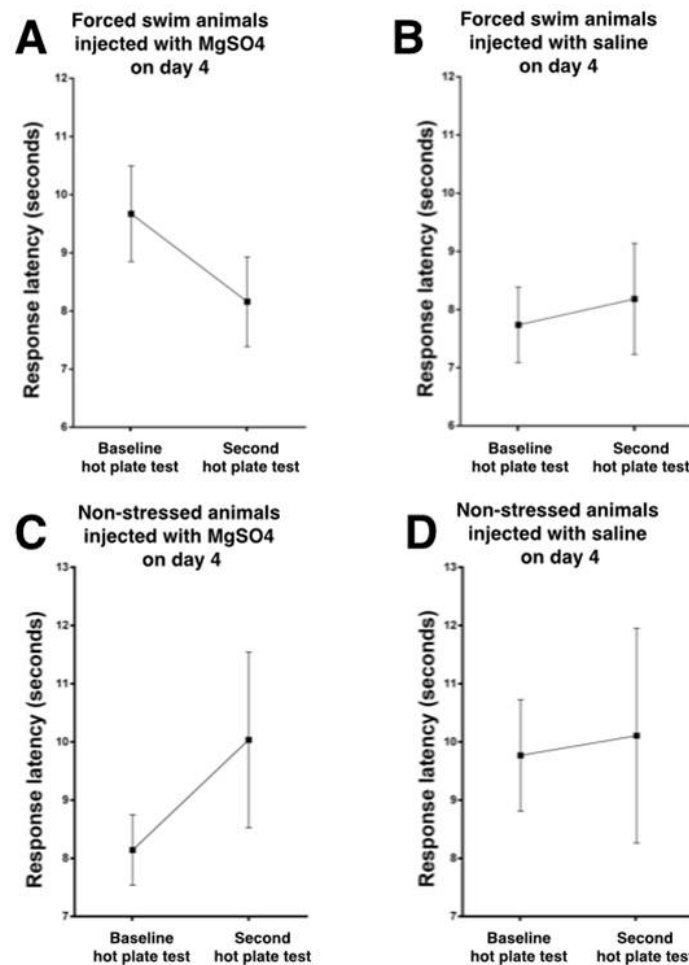 A
Forced swim animals
injected with MgSO4
on day 4
Response latency (seconds)
12
11
10
9
8
7
6
Baseline
hot plate test
Second
hot plate test
B
Forced swim animals
injected with saline
on day 4
Response latency (seconds)
12
11
10
9
8
7
6
Baseline
hot plate test
Second
hot plate test
C
Non-stressed animals
injected with MgSO4
on day 4
Response latency (seconds)
13
12
11
10
9
8
7
Baseline
hot plate test
Second
hot plate test
D
Non-stressed animals
injected with saline
on day 4
Response latency (seconds)
13
12
11
10
9
8
7
Baseline
hot plate test
Second
hot plate test